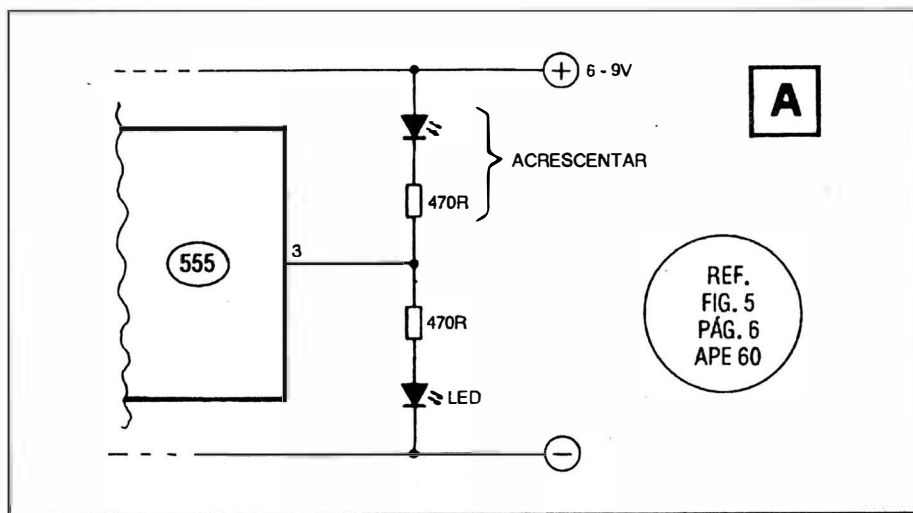 + 6 - 9V
A
ACRESCENTAR
470R
555
3
470R
LED
REF.
FIG. 5
PÁG. 6
APE 60
−